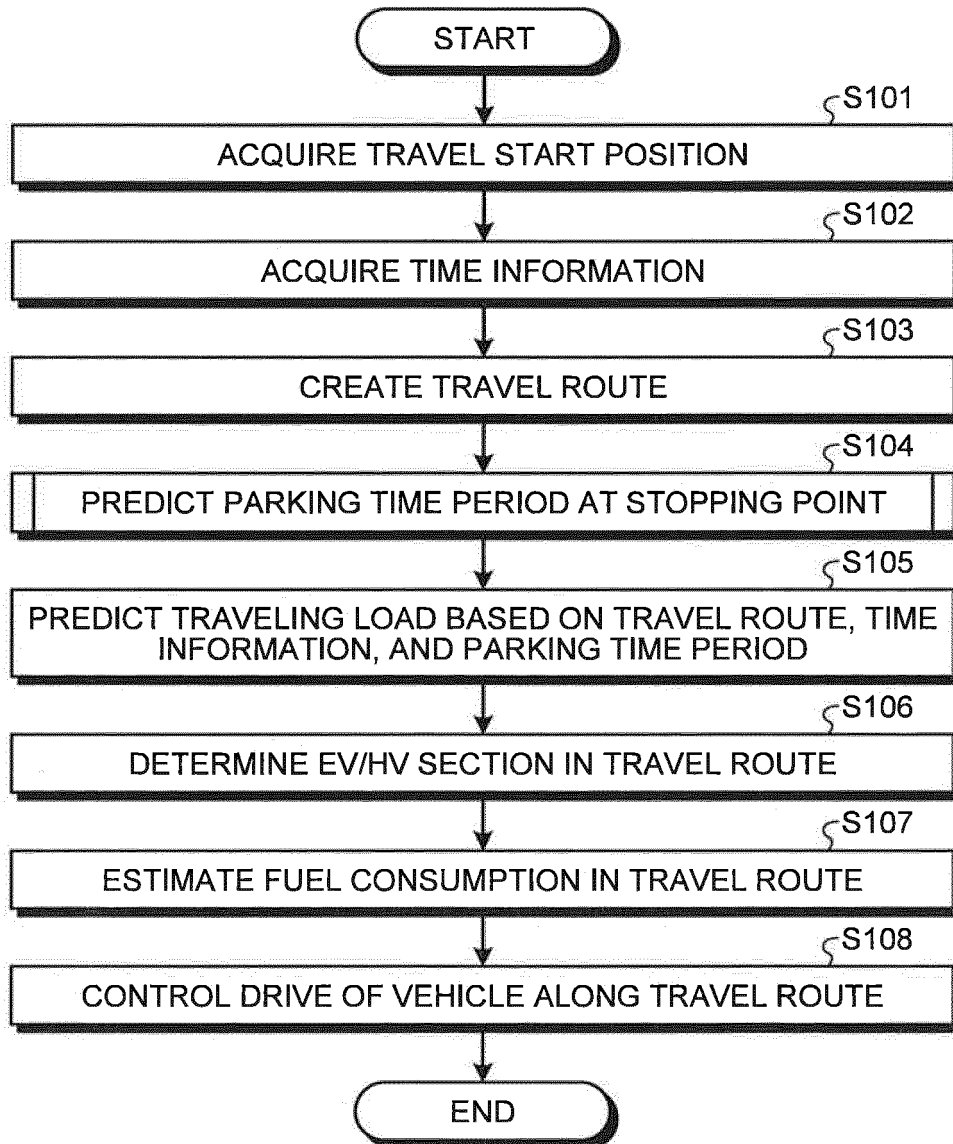 START
S101
ACQUIRE TRAVEL START POSITION
S102
ACQUIRE TIME INFORMATION
S103
CREATE TRAVEL ROUTE
S104
PREDICT PARKING TIME PERIOD AT STOPPING POINT
S105
PREDICT TRAVELING LOAD BASED ON TRAVEL ROUTE, TIME
INFORMATION, AND PARKING TIME PERIOD
S106
DETERMINE EV/HV SECTION IN TRAVEL ROUTE
S107
ESTIMATE FUEL CONSUMPTION IN TRAVEL ROUTE
S108
CONTROL DRIVE OF VEHICLE ALONG TRAVEL ROUTE
END